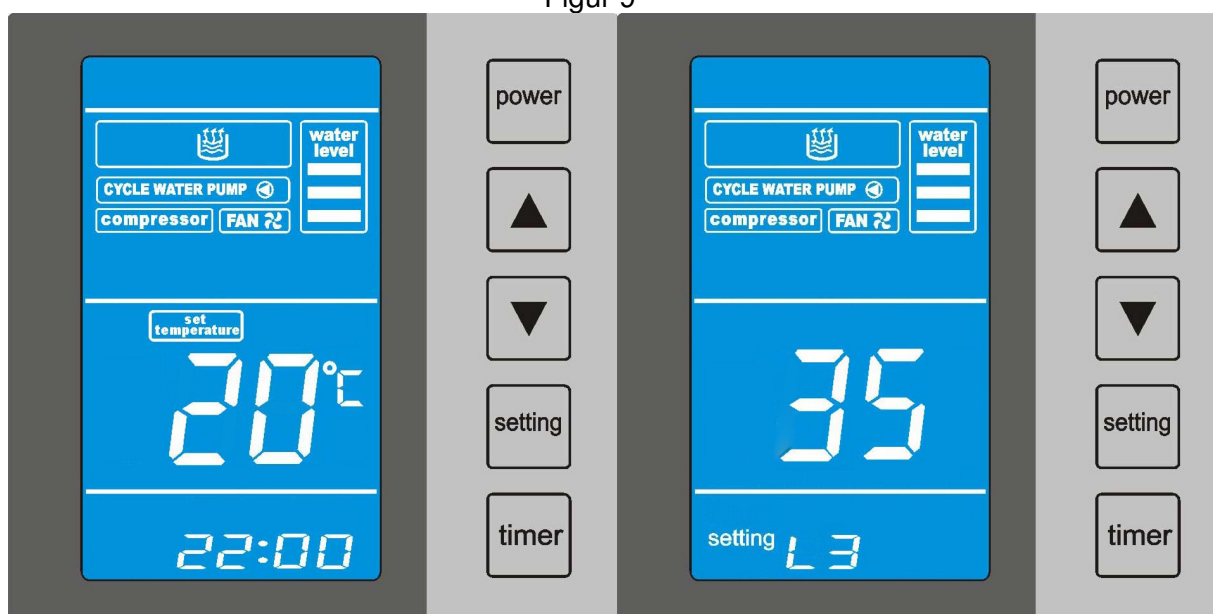 Figur 9
water
level
CYCLE WATER PUMP
compressor FAN
set
temperature
20°C
22:00
power
setting
timer
water
level
CYCLE WATER PUMP
compressor FAN
35
setting L3
power
setting
timer